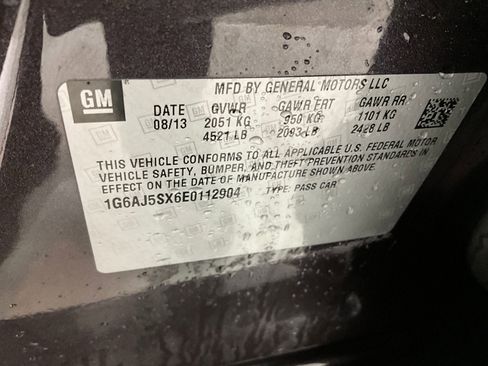 MFD BY GENERAL MOTORS LLC
GM
DATE GVWR GAWR FRT GAWR RR
08/13 2051 KG 950 KG 1101 KG
4521 LB 2093 LB 2428 LB
THIS VEHICLE CONFORMS TO ALL APPLICABLE U.S. FEDERAL MOTOR
VEHICLE SAFETY, BUMPER, AND THEFT PREVENTION STANDARDS IN
EFFECT ON THE DATE OF MANUFACTURE SHOWN ABOVE.
1G6AJ5SX6E0112904 TYPE: PASS CAR